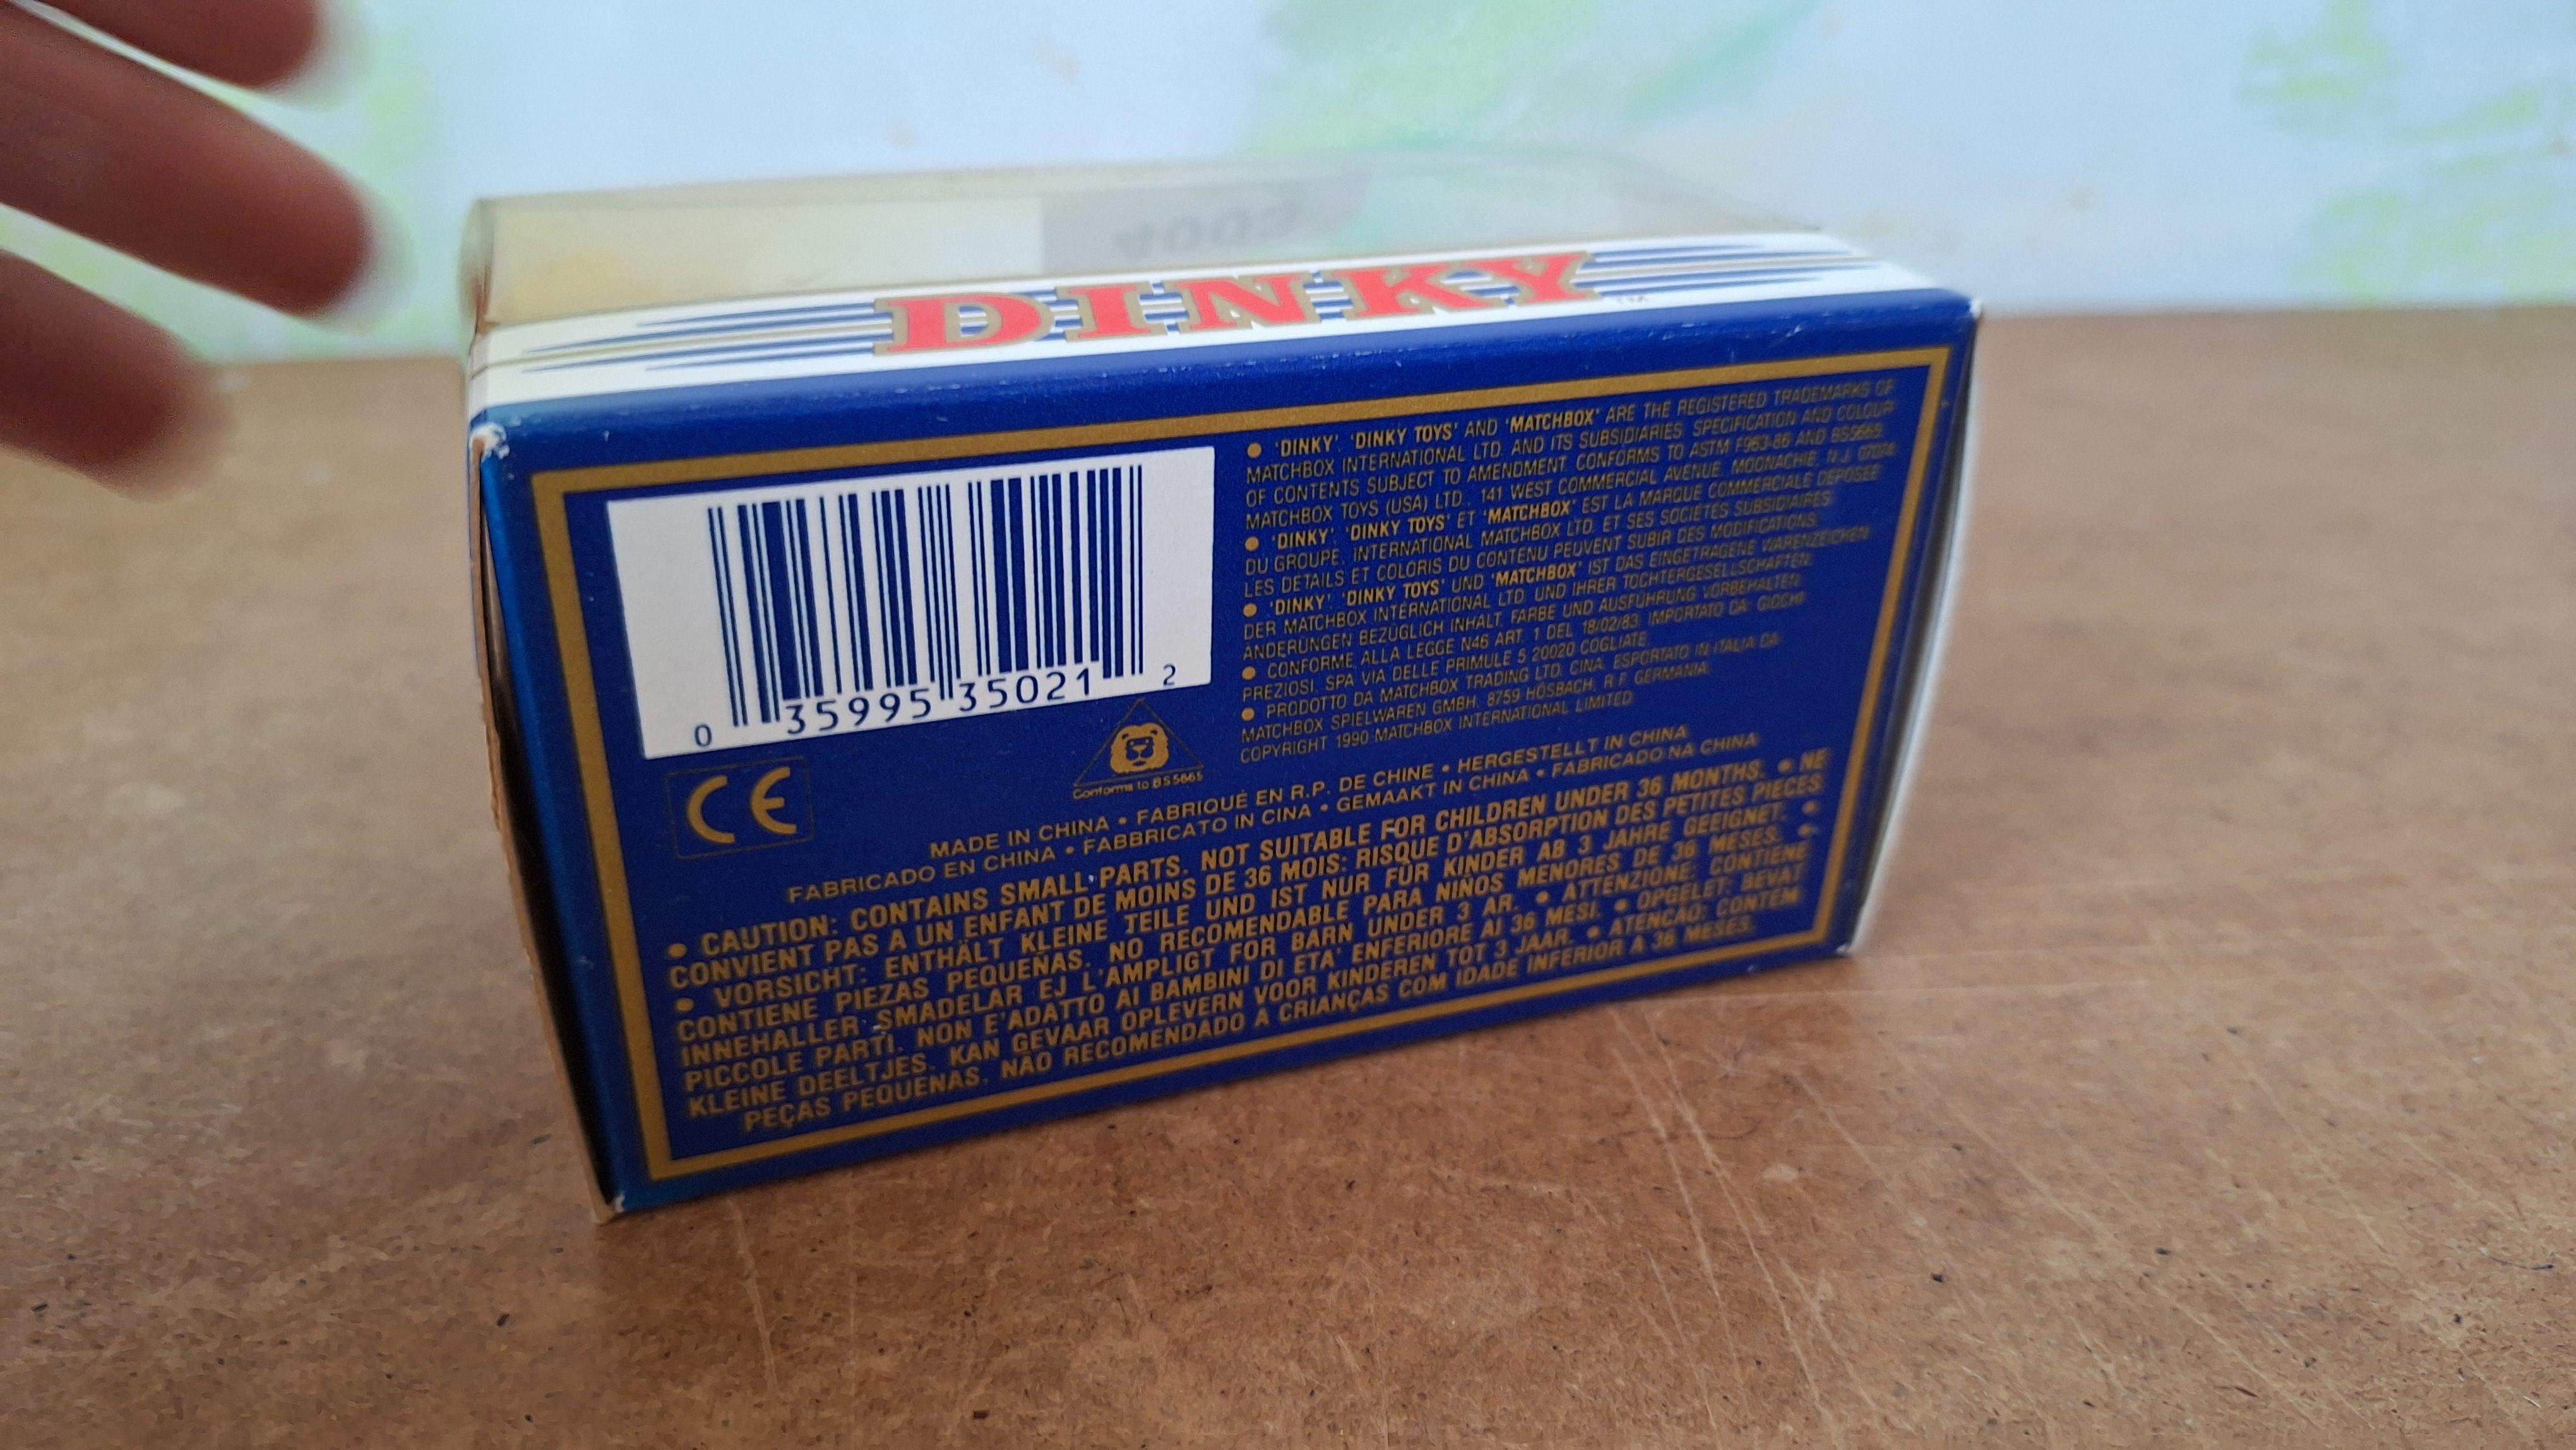 4003
DINKY
TM
0 35995 35021 2
• 'DINKY', 'DINKY TOYS' AND 'MATCHBOX' ARE THE REGISTERED TRADEMARKS OF
MATCHBOX INTERNATIONAL LTD. AND ITS SUBSIDIARIES. SPECIFICATION AND COLOUR
OF CONTENTS SUBJECT TO AMENDMENT. CONFORMS TO ASTM F963-86 AND BS5665.
MATCHBOX TOYS (USA) LTD., 141 WEST COMMERCIAL AVENUE, MOONACHIE, N.J. 07074
• 'DINKY', 'DINKY TOYS' ET 'MATCHBOX' EST LA MARQUE COMMERCIALE DEPOSEE
DU GROUPE, INTERNATIONAL MATCHBOX LTD. ET SES SOCIETES SUBSIDIAIRES.
LES DETAILS ET COLORIS DU CONTENU PEUVENT SUBIR DES MODIFICATIONS.
• 'DINKY', 'DINKY TOYS' UND 'MATCHBOX' IST DAS EINGETRAGENE WARENZEICHEN
DER MATCHBOX INTERNATIONAL LTD. UND IHRER TOCHTERGESELLSCHAFTEN.
ÄNDERUNGEN BEZÜGLICH INHALT, FARBE UND AUSFÜHRUNG VORBEHALTEN.
• CONFORME ALLA LEGGE N46 ART. 1 DEL 18/02/83. IMPORTATO DA: GIOCHI
PREZIOSI, SPA VIA DELLE PRIMULE 5 20020 COGLIATE.
• PRODOTTO DA MATCHBOX TRADING LTD. CINA. ESPORTATO IN ITALIA DA
MATCHBOX SPIELWAREN GMBH, 8759 HÖSBACH, R.F. GERMANIA.
COPYRIGHT 1990 MATCHBOX INTERNATIONAL LIMITED
CE
Conforms to BS5665
MADE IN CHINA • FABRIQUÉ EN R.P. DE CHINE • HERGESTELLT IN CHINA
FABRICADO EN CHINA • FABBRICATO IN CINA • GEMAAKT IN CHINA • FABRICADO NA CHINA
• CAUTION: CONTAINS SMALL PARTS. NOT SUITABLE FOR CHILDREN UNDER 36 MONTHS. • NE
CONVIENT PAS A UN ENFANT DE MOINS DE 36 MOIS: RISQUE D'ABSORPTION DES PETITES PIECES
• VORSICHT: ENTHÄLT KLEINE TEILE UND IST NUR FÜR KINDER AB 3 JAHRE GEEIGNET. •
CONTIENE PIEZAS PEQUENAS. NO RECOMENDABLE PARA NIÑOS MENORES DE 36 MESES. •
INNEHALLER SMADELAR EJ L'AMPLIGT FOR BARN UNDER 3 AR. • ATTENZIONE: CONTIENE
PICCOLE PARTI. NON E'ADATTO AI BAMBINI DI ETA' ENFERIORE AI 36 MESI. • OPGELET: BEVAT
KLEINE DEELTJES. KAN GEVAAR OPLEVERN VOOR KINDEREN TOT 3 JAAR. • ATENCAO: CONTEM
PEÇAS PEQUENAS. NÃO RECOMENDADO A CRIANÇAS COM IDADE INFERIOR A 36 MESES.